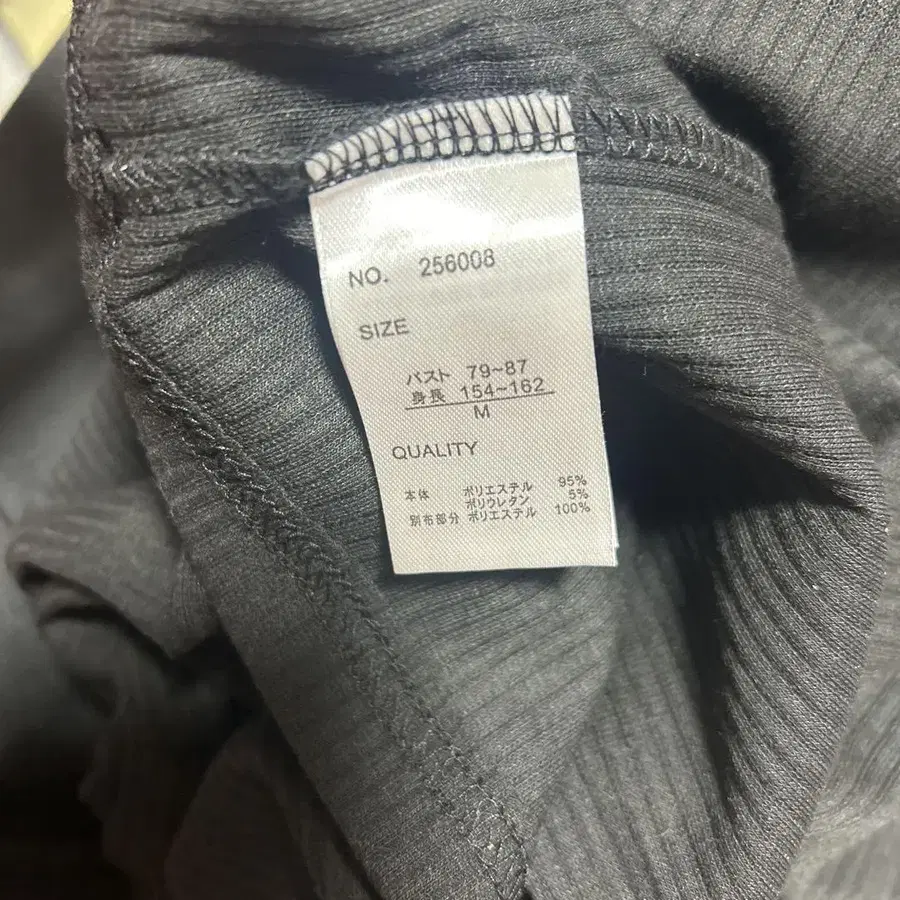 NO. 256008
SIZE
バスト 79~87
身長 154~162
M
QUALITY
本体 ポリエステル 95%
ポリウレタン 5%
別布部分 ポリエステル 100%